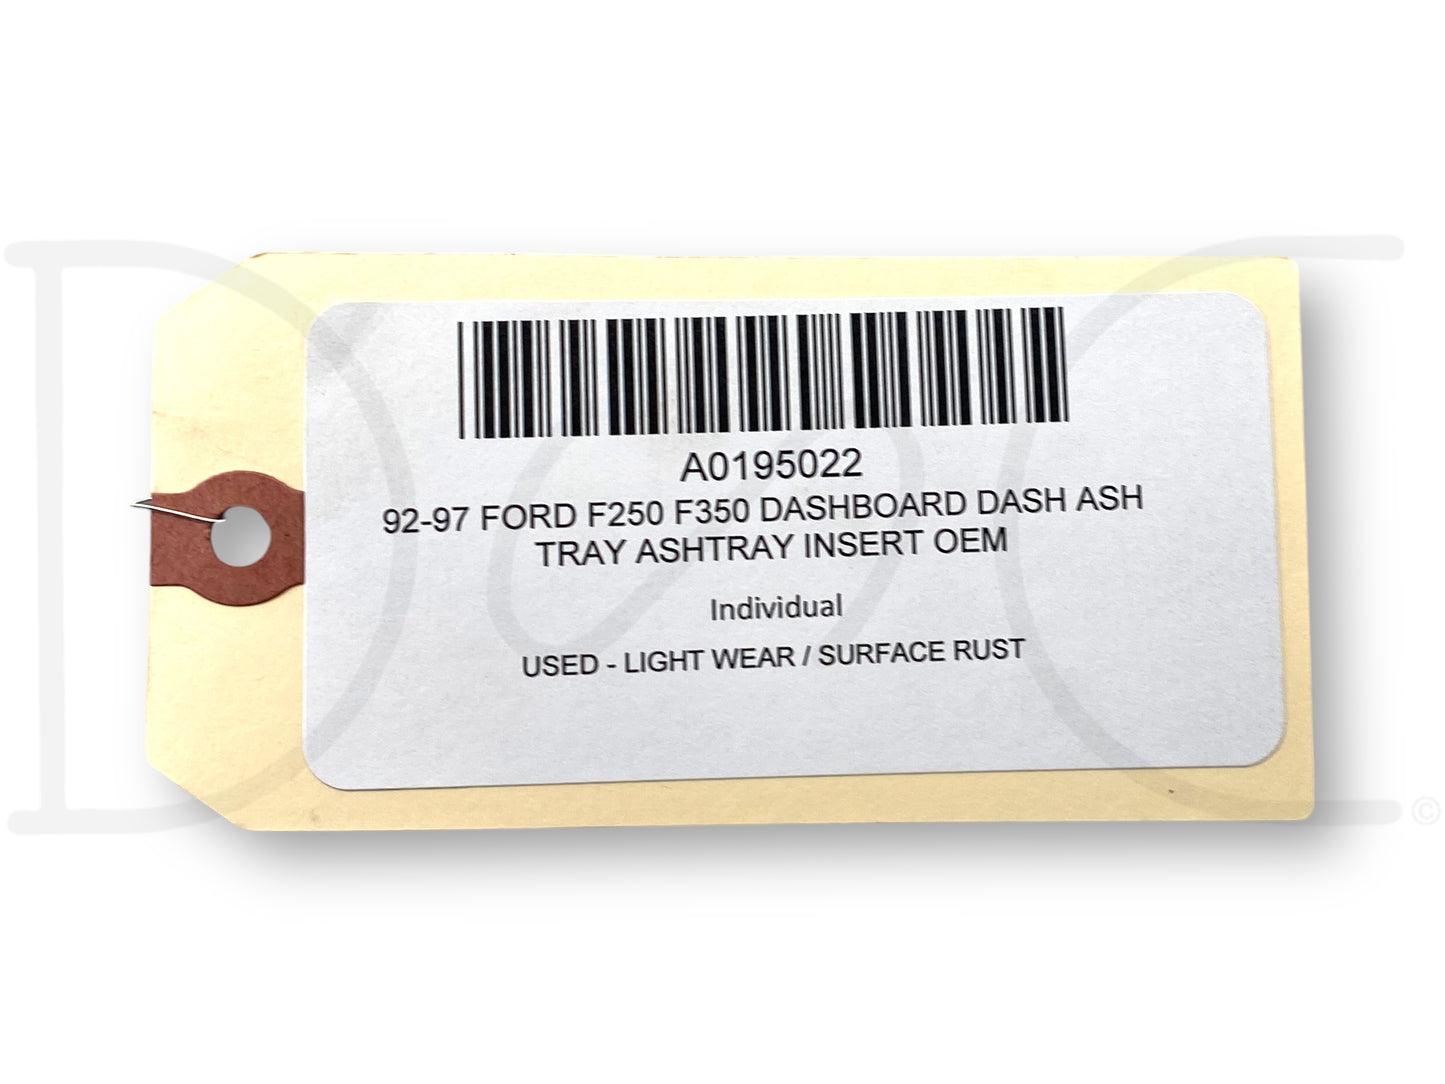 A0195022
92-97 FORD F250 F350 DASHBOARD DASH ASH
TRAY ASHTRAY INSERT OEM
Individual
USED - LIGHT WEAR / SURFACE RUST
©